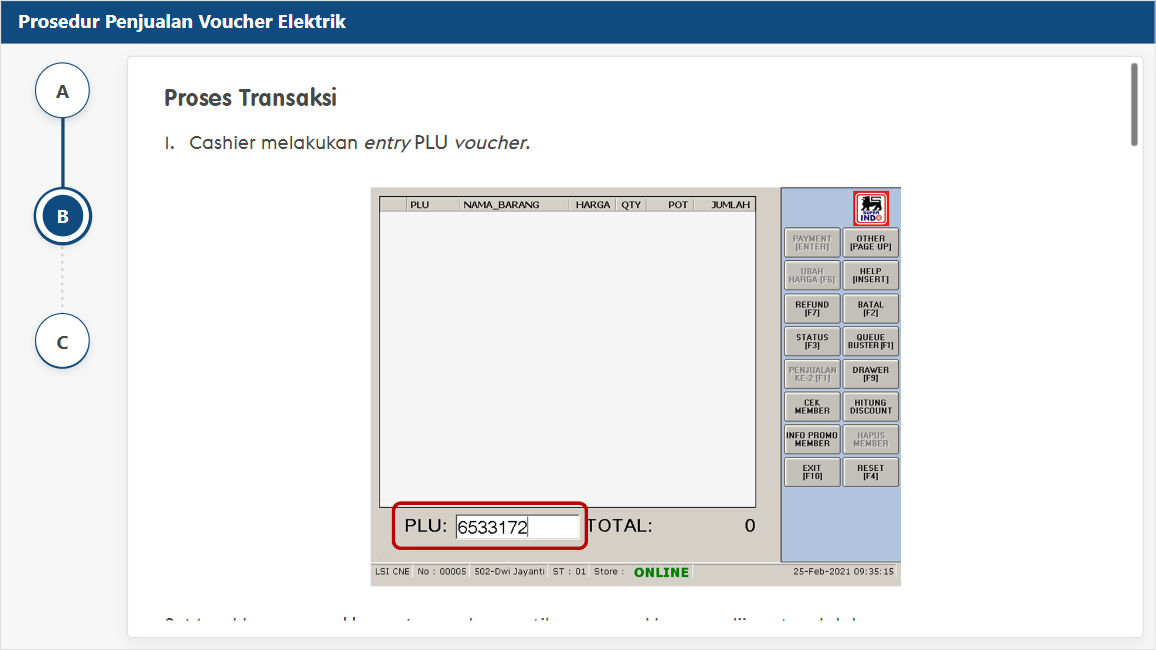 Prosedur Penjualan Voucher Elektrik
A
B
C
Proses Transaksi
1. Cashier melakukan entry PLU voucher.
PLU NAMA_BARANG HARGA QTY POT JUMLAH
SUPER
INDO
PAYMENT
[ENTER]
OTHER
[PAGE UP]
UBAH
HARGA [F6]
HELP
[INSERT]
REFUND
[F7]
BATAL
[F2]
STATUS
[F3]
QUEUE
BUSTER [F1]
PENJUALAN
KE-2 [F1]
DRAWER
[F9]
CEK
MEMBER
HITUNG
DISCOUNT
INFO PROMO
MEMBER
HAPUS
MEMBER
EXIT
[F10]
RESET
[F4]
PLU: 6533172 TOTAL: 0
LSI CNE No : 00005 502-Dwi Jayanti ST : 01 Store : ONLINE 25-Feb-2021 09:35:15